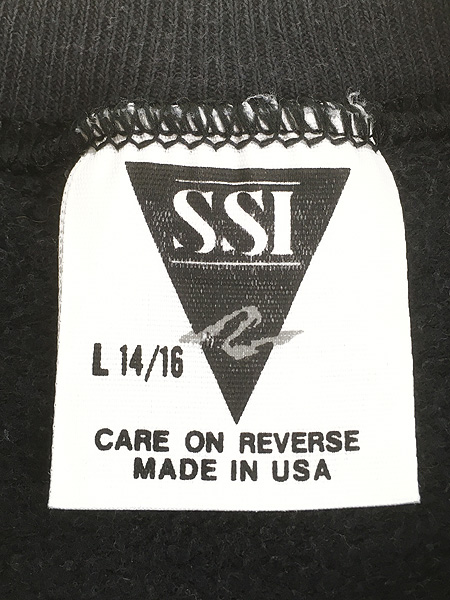 SSI
L 14/16
CARE ON REVERSE
MADE IN USA